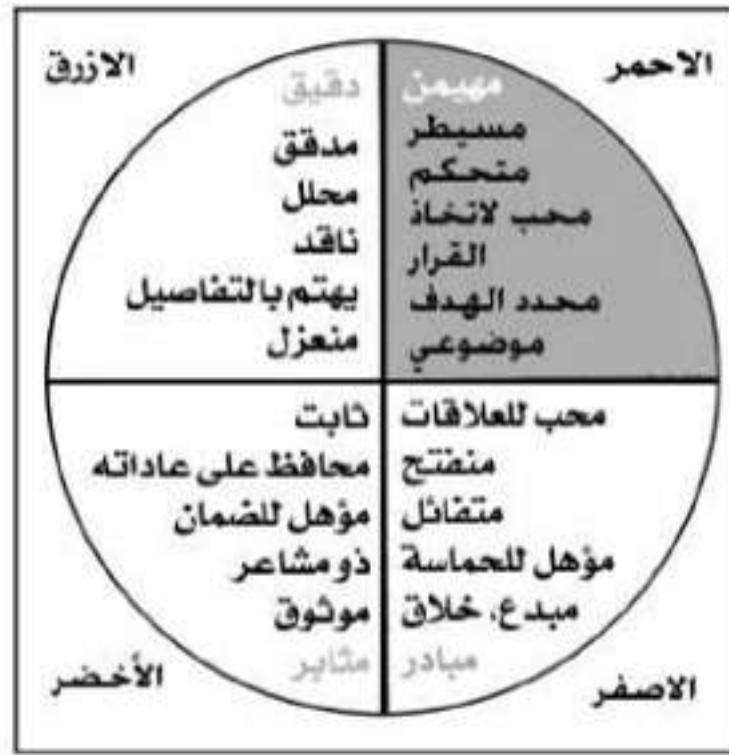 الاحمر
مهيمن
مسيطر
متحكم
محب لاتخاذ
القرار
محدد الهدف
موضوعي
الازرق
دقيق
مدقق
محلل
ناقد
يهتم بالتفاصيل
منعزل
محب للعلاقات
منفتح
متفائل
مؤهل للحماسة
مبدع، خلاق
مبادر
الاصفر
ثابت
محافظ على عاداته
مؤهل للضمان
ذو مشاعر
موثوق
مثابر
الأخضر